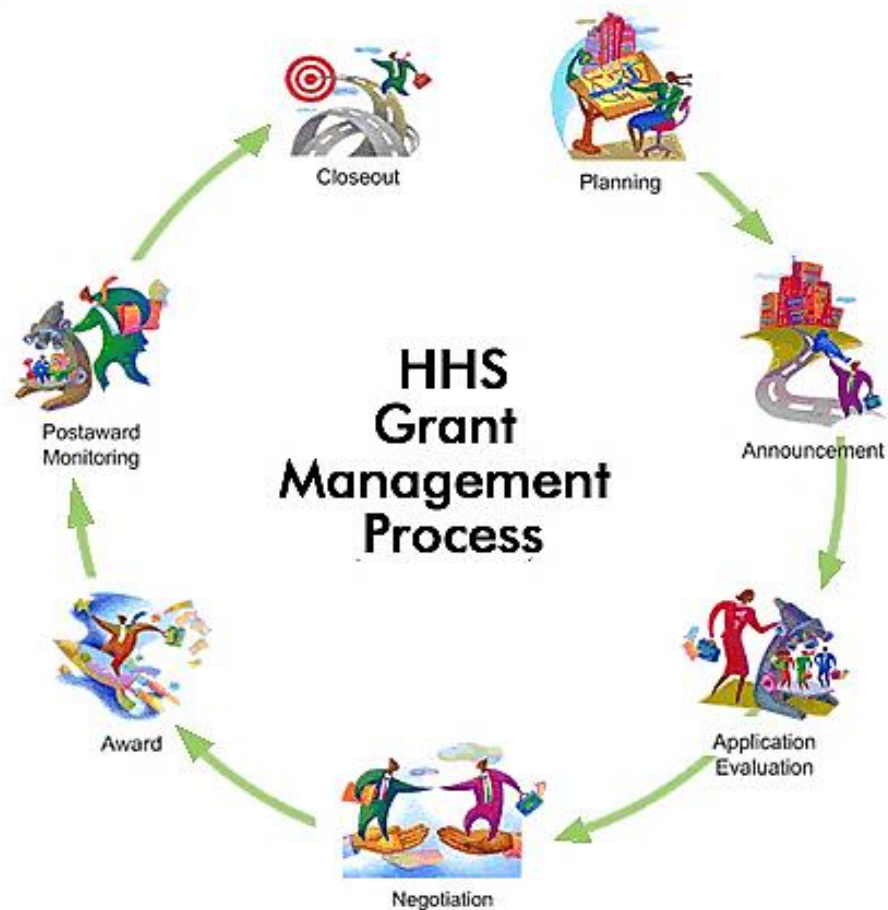 HHS
Grant
Management
Process
Planning
Announcement
Application
Evaluation
Negotiation
Award
Postaward
Monitoring
Closeout